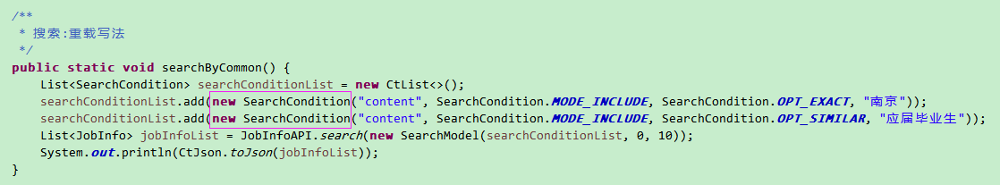 /**
 * 搜索:重载写法
 */
public static void searchByCommon() {
    List<SearchCondition> searchConditionList = new CtList<>();
    searchConditionList.add(new SearchCondition("content", SearchCondition.MODE_INCLUDE, SearchCondition.OPT_EXACT, "南京"));
    searchConditionList.add(new SearchCondition("content", SearchCondition.MODE_INCLUDE, SearchCondition.OPT_SIMILAR, "应届毕业生"));
    List<JobInfo> jobInfoList = JobInfoAPI.search(new SearchModel(searchConditionList, 0, 10));
    System.out.println(CtJson.toJson(jobInfoList));
}